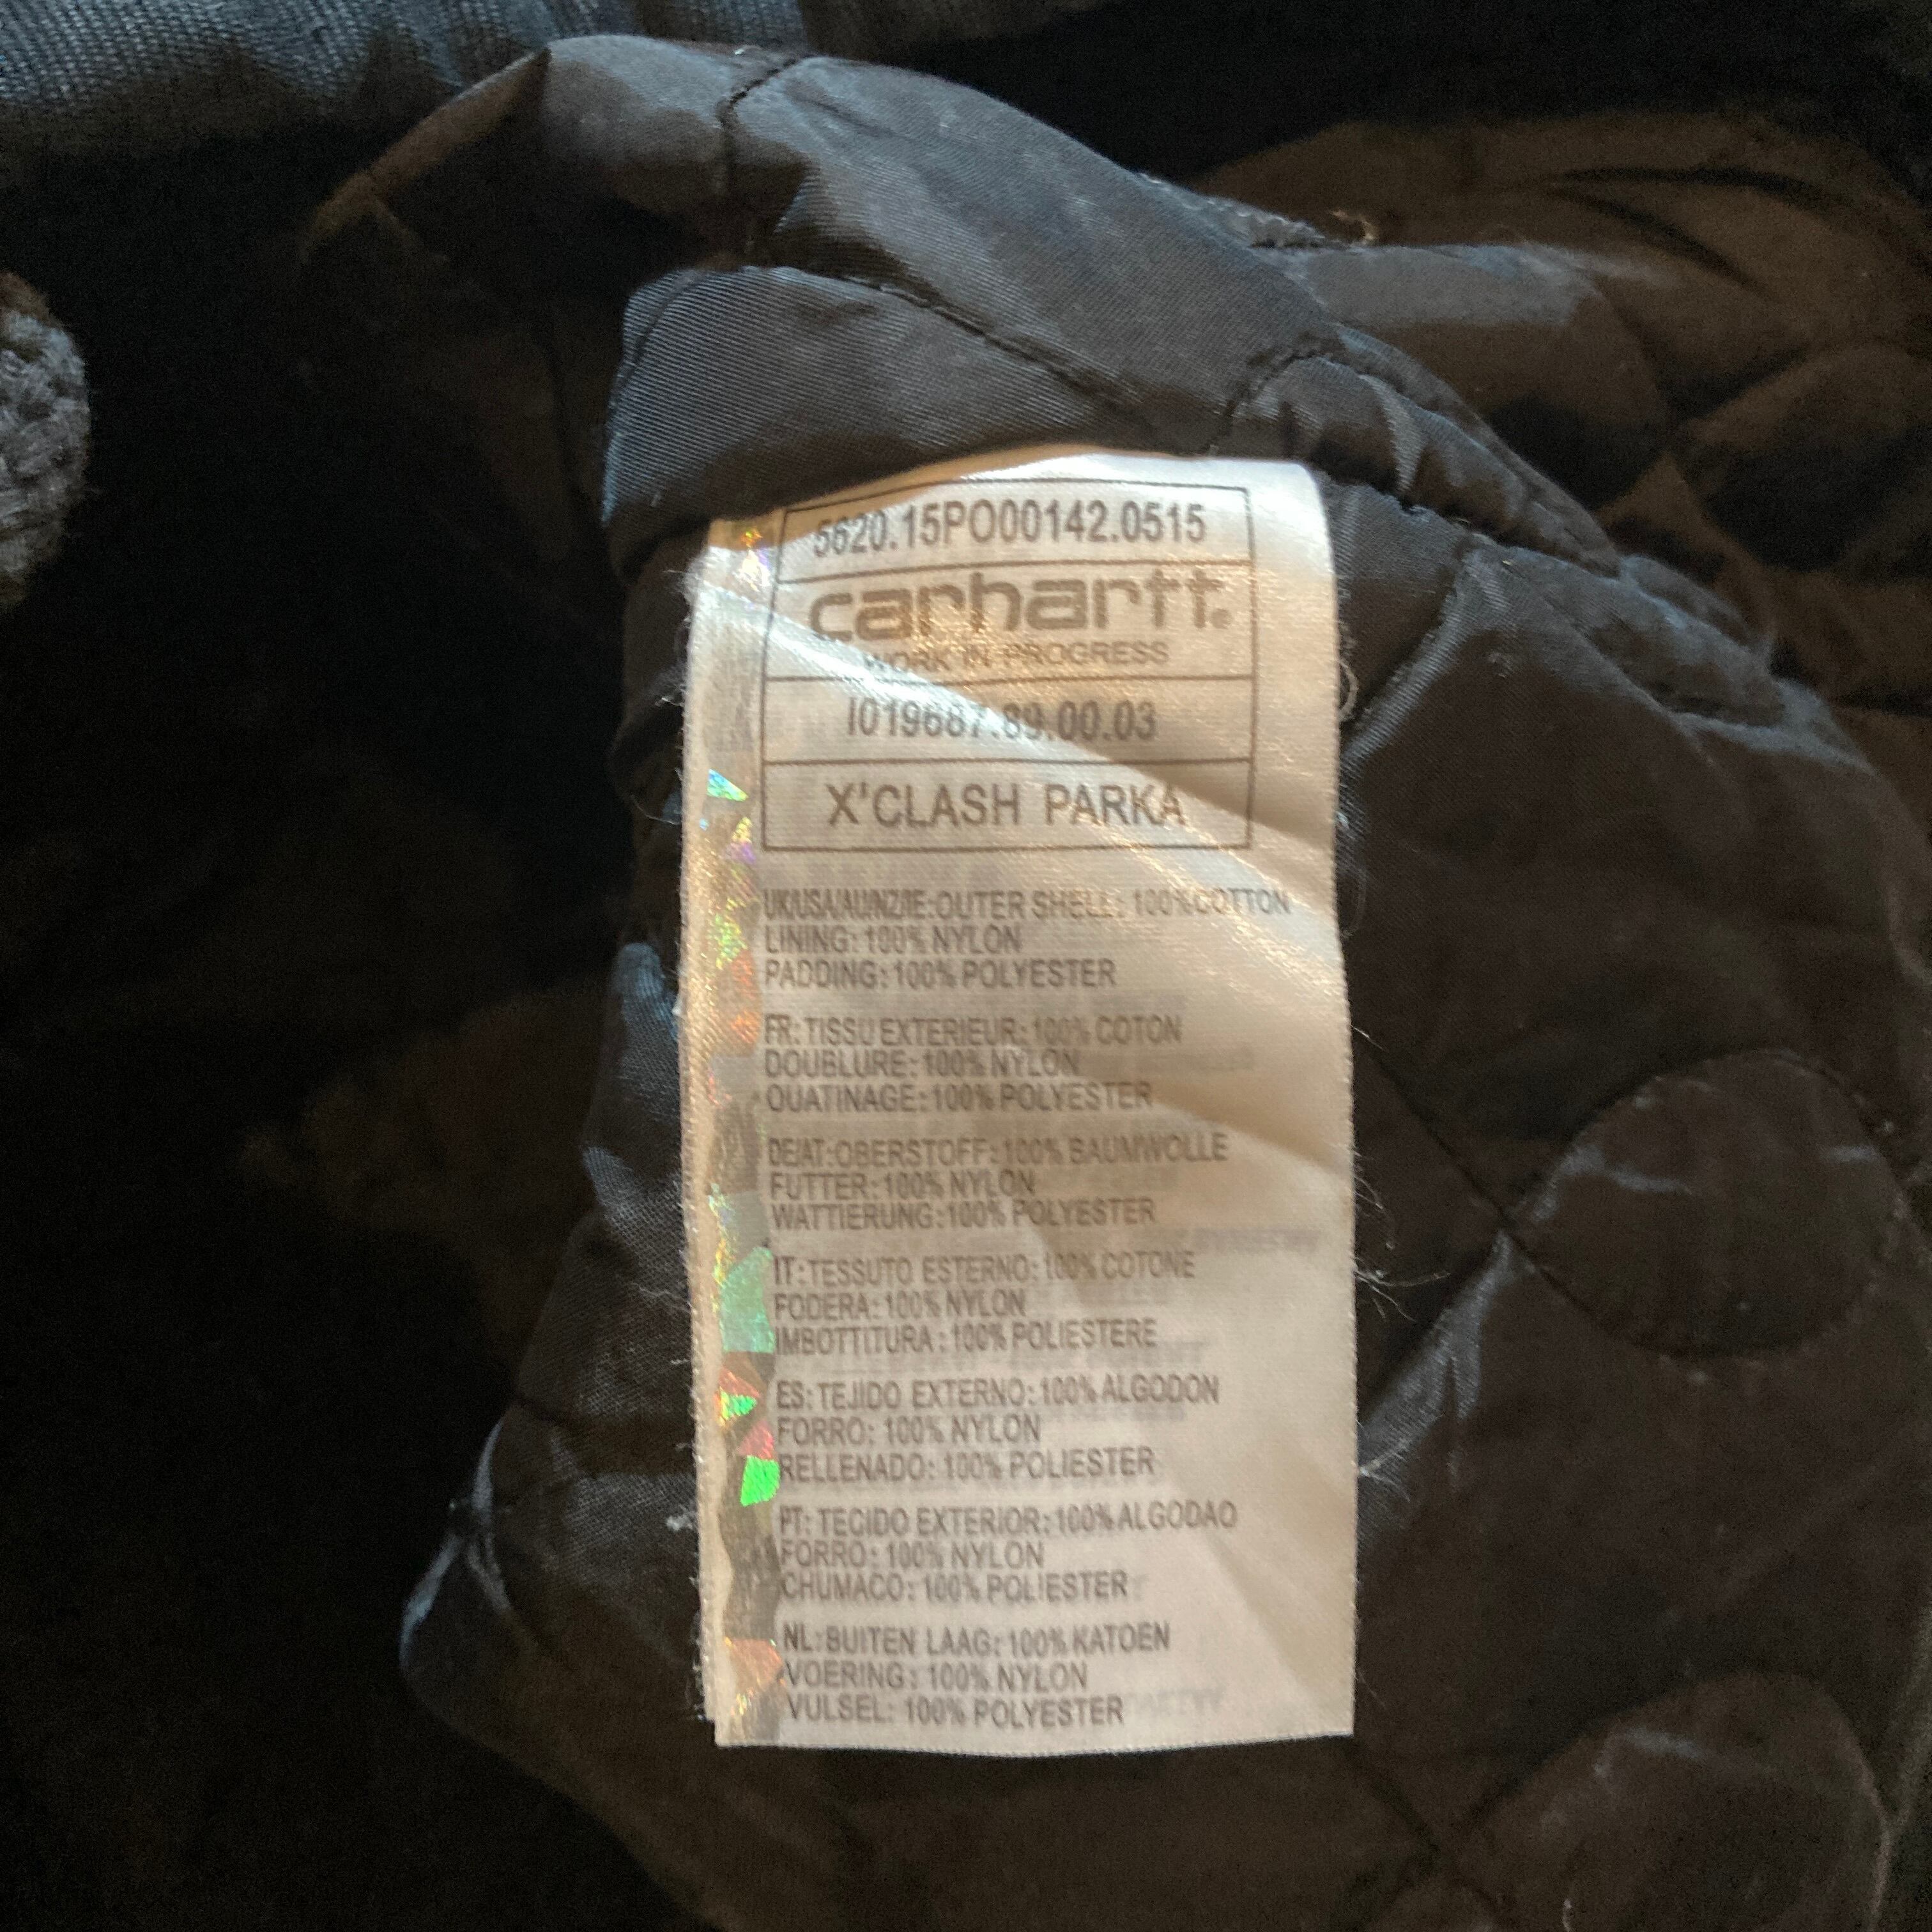 5620.15PO00142.0515
carhartt.
WORK IN PROGRESS
I019687.89.00.03
X'CLASH PARKA
UK/USA/AU/NZ/IE:OUTER SHELL: 100%COTTON
LINING: 100% NYLON
PADDING: 100% POLYESTER
FR: TISSU EXTERIEUR: 100% COTON
DOUBLURE: 100% NYLON
OUATINAGE: 100% POLYESTER
DE/AT:OBERSTOFF: 100% BAUMWOLLE
FUTTER: 100% NYLON
WATTIERUNG: 100% POLYESTER
IT: TESSUTO ESTERNO: 100% COTONE
FODERA: 100% NYLON
IMBOTTITURA: 100% POLIESTERE
ES: TEJIDO EXTERNO: 100% ALGODON
FORRO: 100% NYLON
RELLENADO: 100% POLIESTER
PT: TECIDO EXTERIOR: 100% ALGODAO
FORRO: 100% NYLON
CHUMACO: 100% POLIESTER
NL: BUITEN LAAG: 100% KATOEN
VOERING: 100% NYLON
VULSEL: 100% POLYESTER